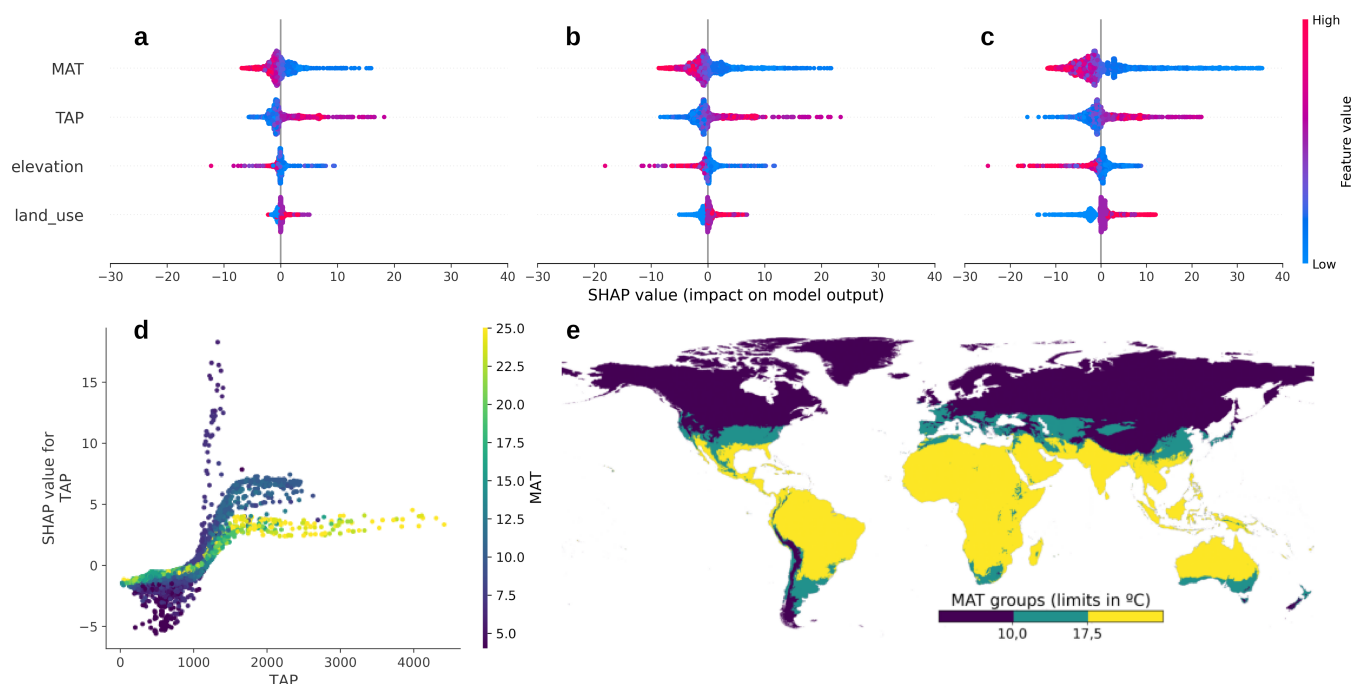 a
b
c
High
MAT
TAP
elevation
land_use
Feature value
Low
−30 −20 −10 0 10 20 30 40
−30 −20 −10 0 10 20 30 40
−30 −20 −10 0 10 20 30 40
SHAP value (impact on model output)
d
e
15
10
5
0
−5
SHAP value for
TAP
0 1000 2000 3000 4000
TAP
25.0
22.5
20.0
17.5
15.0
12.5
10.0
7.5
5.0
MAT
MAT groups (limits in ºC)
10,0 17,5